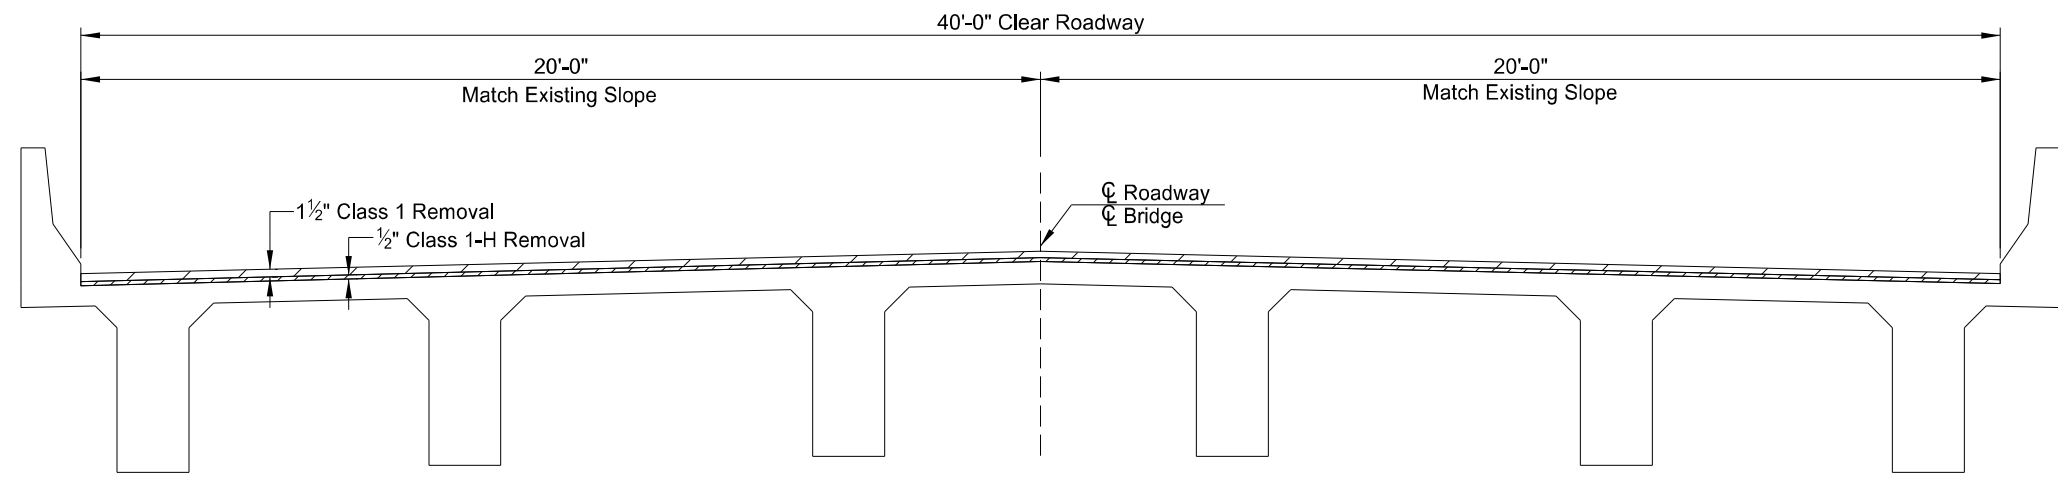 40'-0" Clear Roadway
20'-0"
Match Existing Slope
20'-0"
Match Existing Slope
℄ Roadway
℄ Bridge
1½" Class 1 Removal
½" Class 1-H Removal